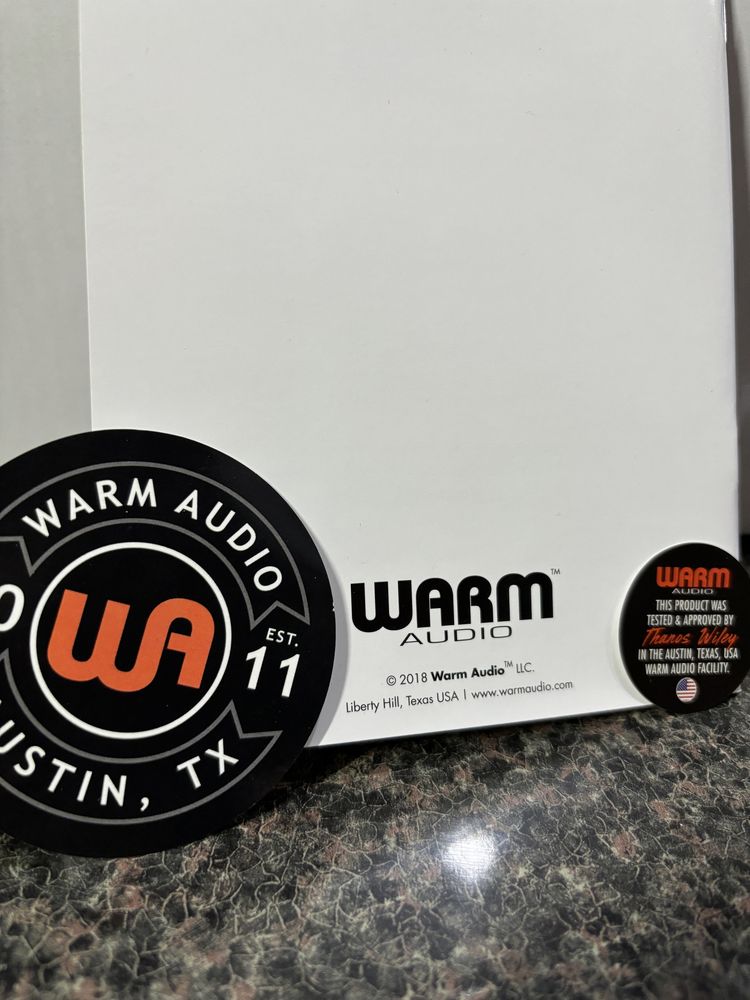 WARM AUDIO
WA
EST.
11
AUSTIN, TX
WARM™
AUDIO
© 2018 Warm Audio™ LLC.
Liberty Hill, Texas USA | www.warmaudio.com
WARM
AUDIO
THIS PRODUCT WAS
TESTED & APPROVED BY
Thanos Wiley
IN THE AUSTIN, TEXAS, USA
WARM AUDIO FACILITY.